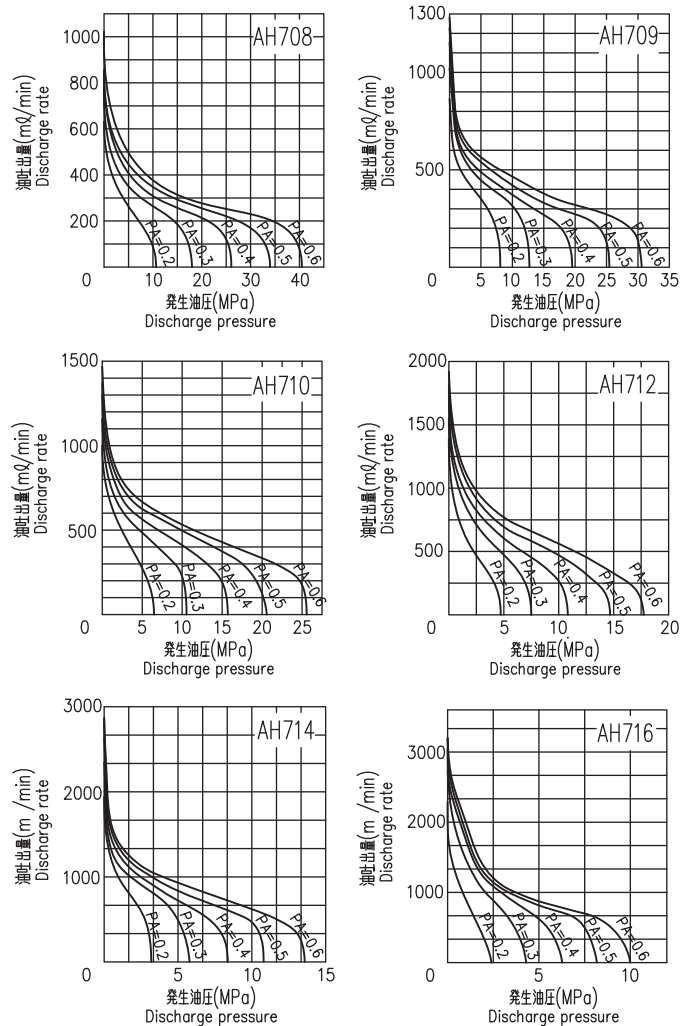 AH708
1000
800
600
400
200
0
10
20
30
40
PA=0.2
PA=0.3
PA=0.4
PA=0.5
PA=0.6
油吐出量(mℓ/min)
Discharge rate
発生油圧(MPa)
Discharge pressure
AH709
1300
1000
500
0
5
10
15
20
25
30
35
PA=0.2
PA=0.3
PA=0.4
PA=0.5
PA=0.6
油吐出量(mℓ/min)
Discharge rate
発生油圧(MPa)
Discharge pressure
AH710
1500
1000
500
0
5
10
15
20
25
PA=0.2
PA=0.3
PA=0.4
PA=0.5
PA=0.6
油吐出量(mℓ/min)
Discharge rate
発生油圧(MPa)
Discharge pressure
AH712
2000
1500
1000
500
0
5
10
15
20
PA=0.2
PA=0.3
PA=0.4
PA=0.5
PA=0.6
油吐出量(mℓ/min)
Discharge rate
発生油圧(MPa)
Discharge pressure
AH714
3000
2000
1000
0
5
10
15
PA=0.2
PA=0.3
PA=0.4
PA=0.5
PA=0.6
油吐出量(m /min)
Discharge rate
発生油圧(MPa)
Discharge pressure
AH716
3000
2000
1000
0
5
10
PA=0.2
PA=0.3
PA=0.4
PA=0.5
PA=0.6
油吐出量(m /min)
Discharge rate
発生油圧(MPa)
Discharge pressure